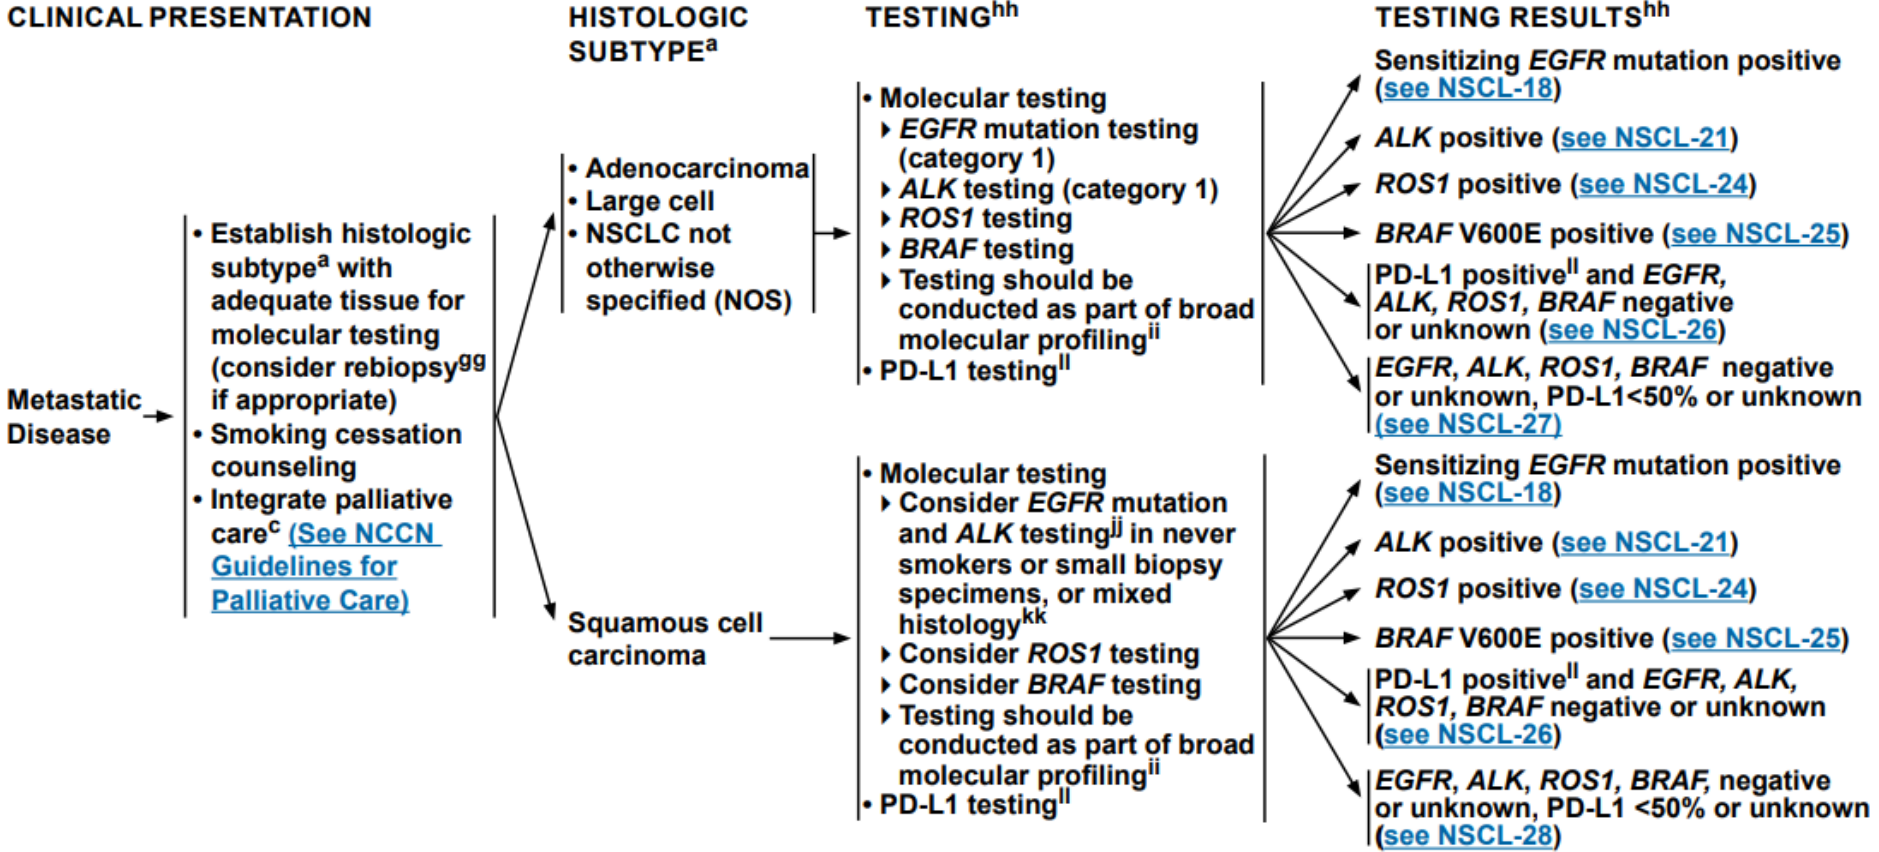 CLINICAL PRESENTATION
HISTOLOGIC
SUBTYPEa
TESTINGhh
TESTING RESULTShh
Metastatic
Disease
• Establish histologic
subtypea with
adequate tissue for
molecular testing
(consider rebiopsygg
if appropriate)
• Smoking cessation
counseling
• Integrate palliative
carec (See NCCN
Guidelines for
Palliative Care)
• Adenocarcinoma
• Large cell
• NSCLC not
otherwise
specified (NOS)
• Molecular testing
▸ EGFR mutation testing
(category 1)
▸ ALK testing (category 1)
▸ ROS1 testing
▸ BRAF testing
▸ Testing should be
conducted as part of broad
molecular profilingii
• PD-L1 testingll
Sensitizing EGFR mutation positive
(see NSCL-18)
ALK positive (see NSCL-21)
ROS1 positive (see NSCL-24)
BRAF V600E positive (see NSCL-25)
PD-L1 positivell and EGFR,
ALK, ROS1, BRAF negative
or unknown (see NSCL-26)
EGFR, ALK, ROS1, BRAF negative
or unknown, PD-L1<50% or unknown
(see NSCL-27)
Squamous cell
carcinoma
• Molecular testing
▸ Consider EGFR mutation
and ALK testingjj in never
smokers or small biopsy
specimens, or mixed
histologykk
▸ Consider ROS1 testing
▸ Consider BRAF testing
▸ Testing should be
conducted as part of broad
molecular profilingii
• PD-L1 testingll
Sensitizing EGFR mutation positive
(see NSCL-18)
ALK positive (see NSCL-21)
ROS1 positive (see NSCL-24)
BRAF V600E positive (see NSCL-25)
PD-L1 positivell and EGFR, ALK,
ROS1, BRAF negative or unknown
(see NSCL-26)
EGFR, ALK, ROS1, BRAF, negative
or unknown, PD-L1 <50% or unknown
(see NSCL-28)